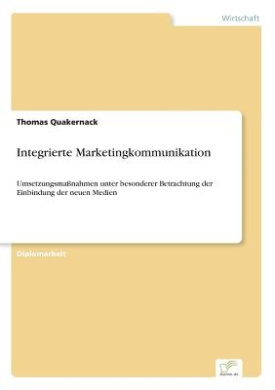 Wirtschaft
Thomas Quakernack
Integrierte Marketingkommunikation
Umsetzungsmaßnahmen unter besonderer Betrachtung der
Einbindung der neuen Medien
Diplomarbeit